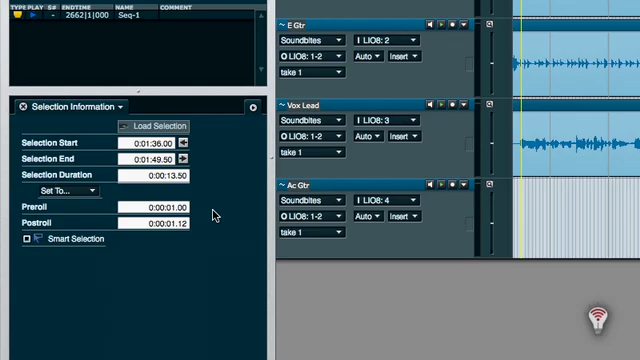 TYPE PLAY S# ENDTIME NAME COMMENT
- 2662|1|000 Seq-1
Selection Information
Load Selection
Selection Start 0:01:36.00
Selection End 0:01:49.50
Selection Duration 0:00:13.50
Set To...
Preroll 0:00:01.00
Postroll 0:00:01.12
Smart Selection
E Gtr
Soundbites I LIO8: 2
O LIO8: 1-2 Auto Insert
take 1
Vox Lead
Soundbites I LIO8: 3
O LIO8: 1-2 Auto Insert
take 1
Ac Gtr
Soundbites I LIO8: 4
O LIO8: 1-2 Auto Insert
take 1